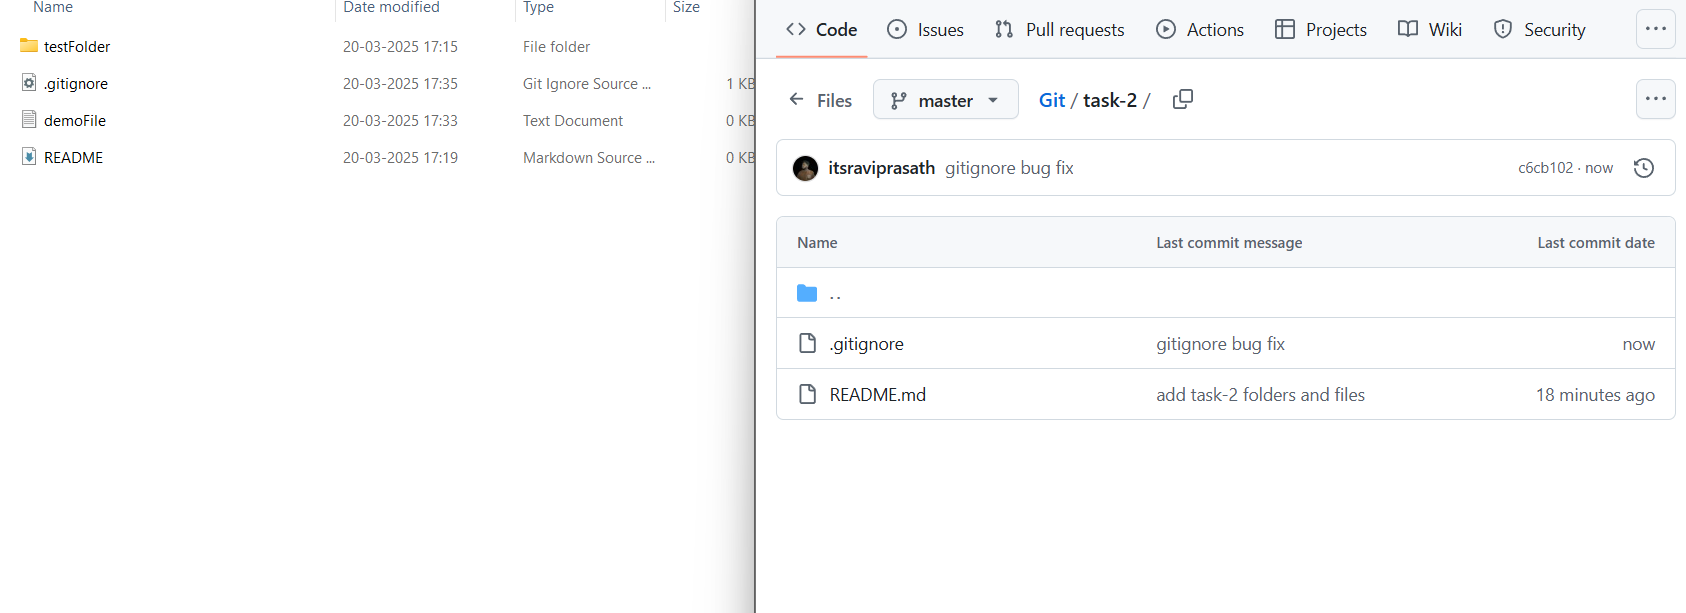 Name Date modified Type Size
testFolder 20-03-2025 17:15 File folder
.gitignore 20-03-2025 17:35 Git Ignore Source ... 1 KB
demoFile 20-03-2025 17:33 Text Document 0 KB
README 20-03-2025 17:19 Markdown Source ... 0 KB
Code Issues Pull requests Actions Projects Wiki Security ...
Files master Git / task-2 / ...
itsraviprasath gitignore bug fix c6cb102 · now
Name Last commit message Last commit date
..
.gitignore gitignore bug fix now
README.md add task-2 folders and files 18 minutes ago